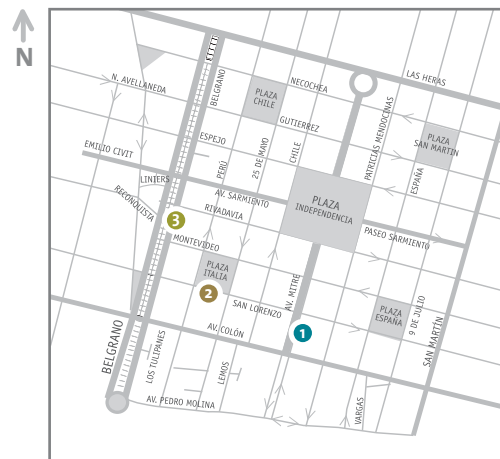 N
LAS HERAS
N. AVELLANEDA
BELGRANO
NECOCHEA
PLAZA
CHILE
GUTIERREZ
PATRICIAS MENDOCINAS
PLAZA
SAN MARTIN
EMILIO CIVIT
ESPEJO
PERÚ
25 DE MAYO
CHILE
ESPAÑA
LINIERS
RECONQUISTA
AV. SARMIENTO
RIVADAVIA
PLAZA
INDEPENDENCIA
PASEO SARMIENTO
3
MONTEVIDEO
PLAZA
ITALIA
2
SAN LORENZO
AV. MITRE
PLAZA
ESPAÑA
9 DE JULIO
SAN MARTÍN
AV. COLÓN
1
BELGRANO
LOS TULIPANES
LEMOS
VARGAS
AV. PEDRO MOLINA